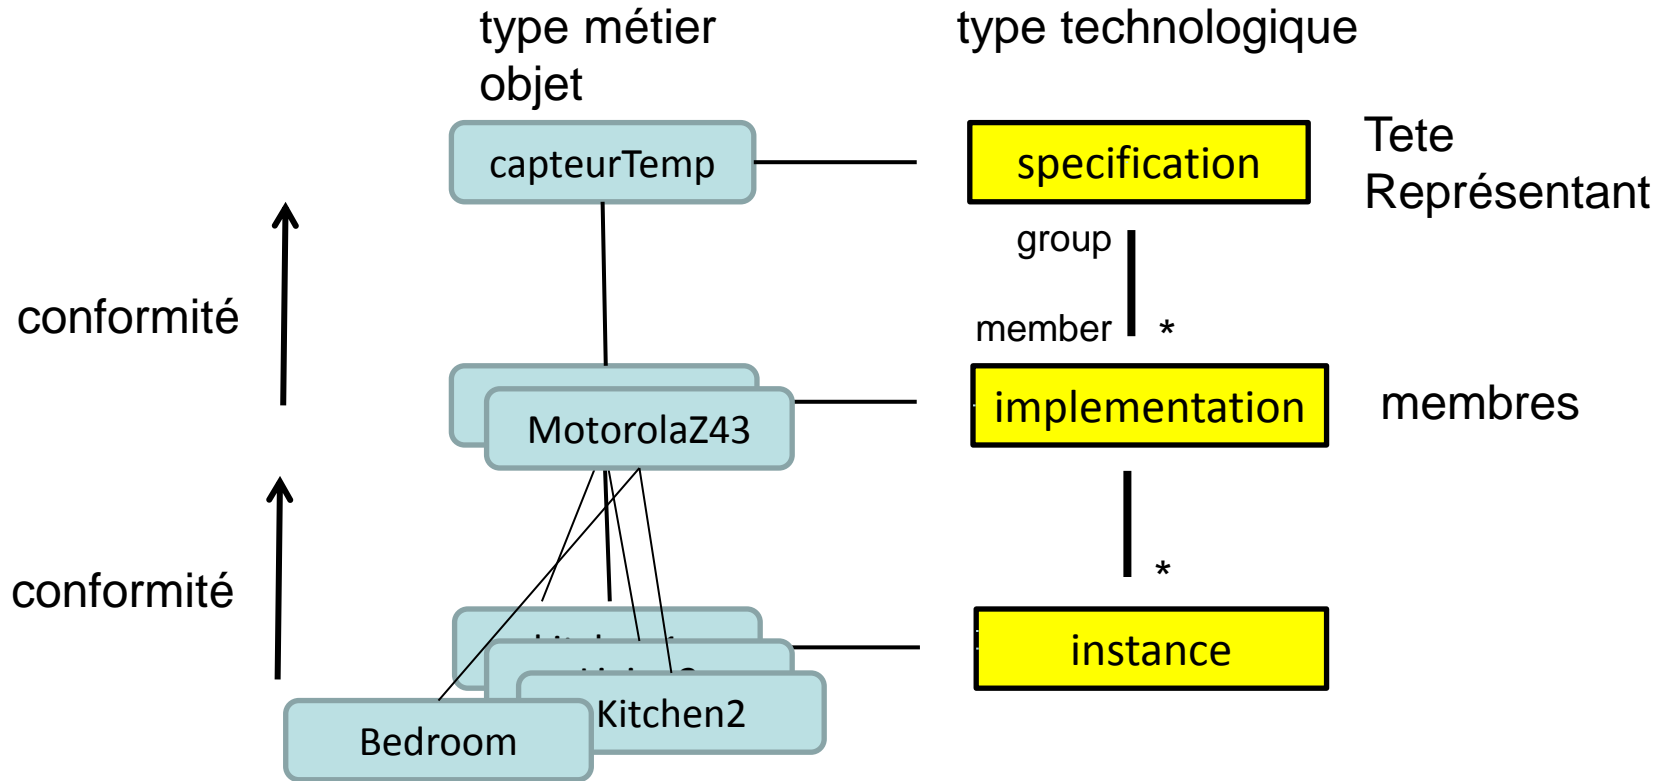 type métier
objet
type technologique
capteurTemp
specification
Tete
Représentant
group
conformité
member *
MotorolaZ43
implementation
membres
conformité
*
instance
Kitchen2
Bedroom